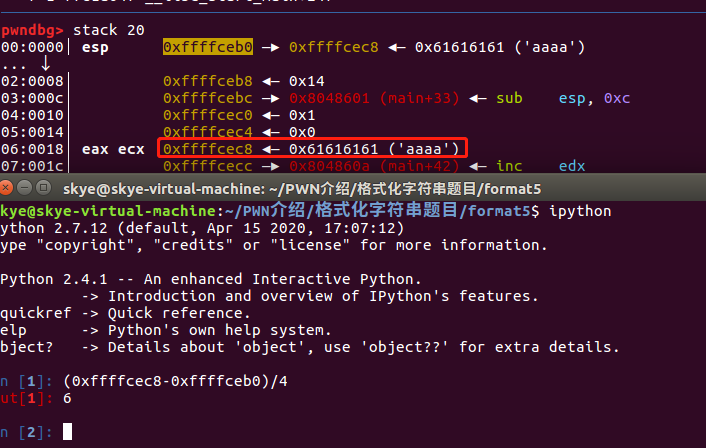 pwndbg> stack 20
00:0000│ esp 0xffffceb0 —▸ 0xffffcec8 ◂— 0x61616161 ('aaaa')
... ↓
02:0008│ 0xffffceb8 ◂— 0x14
03:000c│ 0xffffcebc —▸ 0x8048601 (main+33) ◂— sub esp, 0xc
04:0010│ 0xffffcec0 ◂— 0x1
05:0014│ 0xffffcec4 ◂— 0x0
06:0018│ eax ecx 0xffffcec8 ◂— 0x61616161 ('aaaa')
07:001c│ 0xffffcecc —▸ 0x804860a (main+42) ◂— inc edx
skye@skye-virtual-machine: ~/PWN介绍/格式化字符串题目/format5
kye@skye-virtual-machine:~/PWN介绍/格式化字符串题目/format5$ ipython
ython 2.7.12 (default, Apr 15 2020, 17:07:12)
ype "copyright", "credits" or "license" for more information.
Python 2.4.1 -- An enhanced Interactive Python.
-> Introduction and overview of IPython's features.
quickref -> Quick reference.
elp -> Python's own help system.
bject? -> Details about 'object', use 'object??' for extra details.
n [1]: (0xffffcec8-0xffffceb0)/4
ut[1]: 6
n [2]: